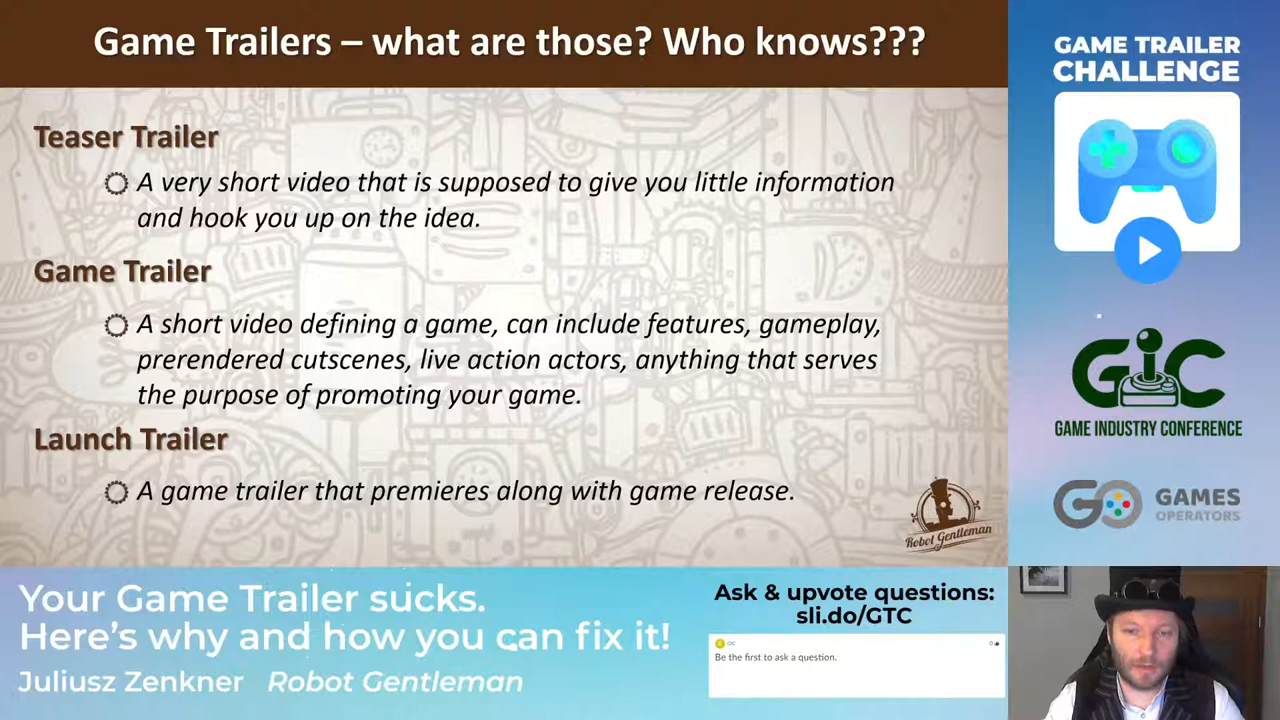 Game Trailers – what are those? Who knows???
Teaser Trailer
A very short video that is supposed to give you little information
and hook you up on the idea.
Game Trailer
A short video defining a game, can include features, gameplay,
prerendered cutscenes, live action actors, anything that serves
the purpose of promoting your game.
Launch Trailer
A game trailer that premieres along with game release.
Robot Gentleman
GAME TRAILER
CHALLENGE
GIC
GAME INDUSTRY CONFERENCE
GO GAMES
OPERATORS
Your Game Trailer sucks.
Here's why and how you can fix it!
Juliusz Zenkner Robot Gentleman
Ask & upvote questions:
sli.do/GTC
GIC 0
Be the first to ask a question.